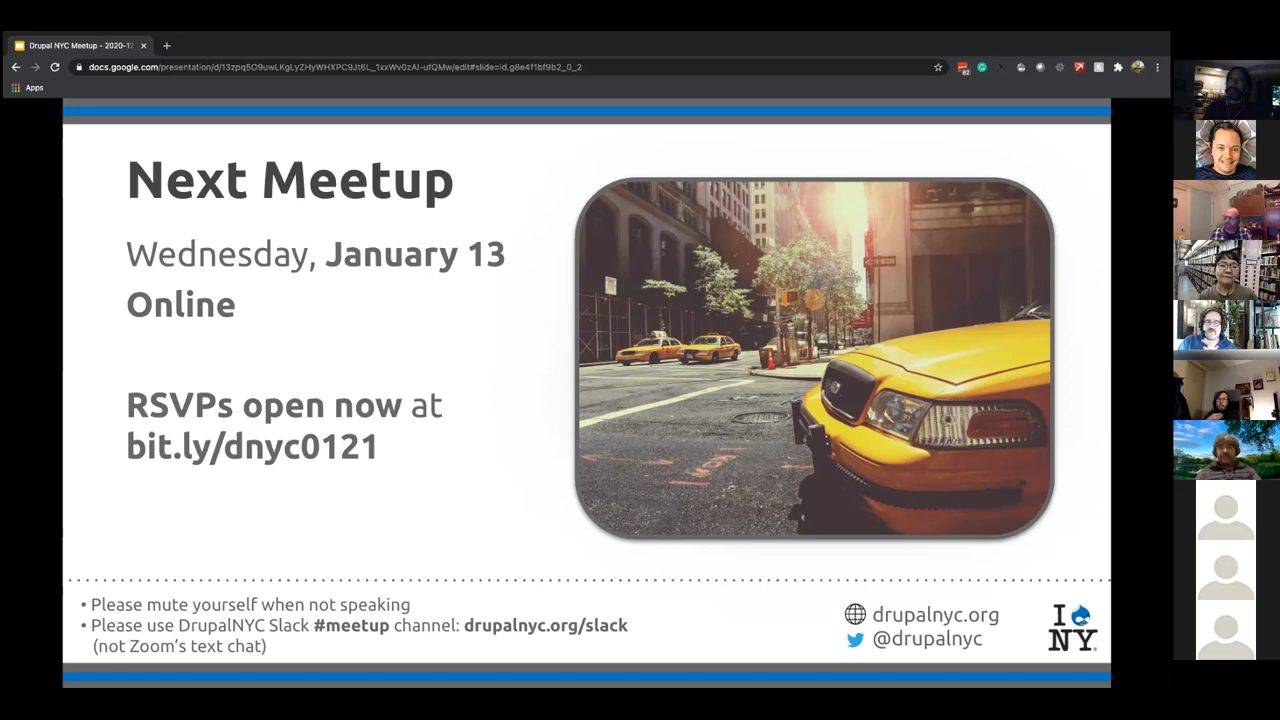 Drupal NYC Meetup - 2020-12
docs.google.com/presentation/d/13zpq5O9uwLKgLyZHyWHXPC9Jt6L_1xxWv0zAI-ufQMw/edit#slide=id.g8e4f1bf9b2_0_2
62
Apps
Next Meetup
Wednesday, January 13
Online
RSVPs open now at
bit.ly/dnyc0121
• Please mute yourself when not speaking
• Please use DrupalNYC Slack #meetup channel: drupalnyc.org/slack
(not Zoom's text chat)
drupalnyc.org
@drupalnyc
I
NY